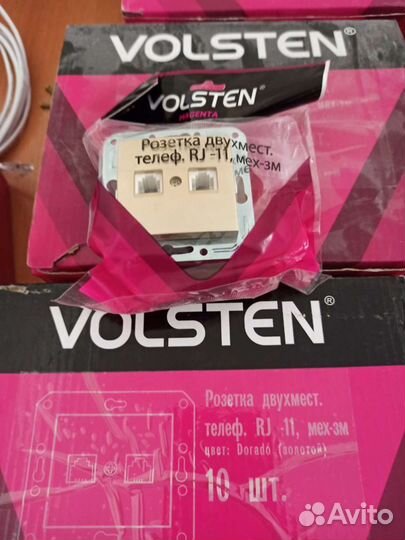 VOLSTEN®
VOLSTEN
MAGENTA
Розетка двухмест.
телеф. RJ -11, мех-зм
VOLSTEN®
Розетка двухмест.
телеф. RJ -11, мех-зм
цвет: Dorado (золотой)
10 шт.
Avito